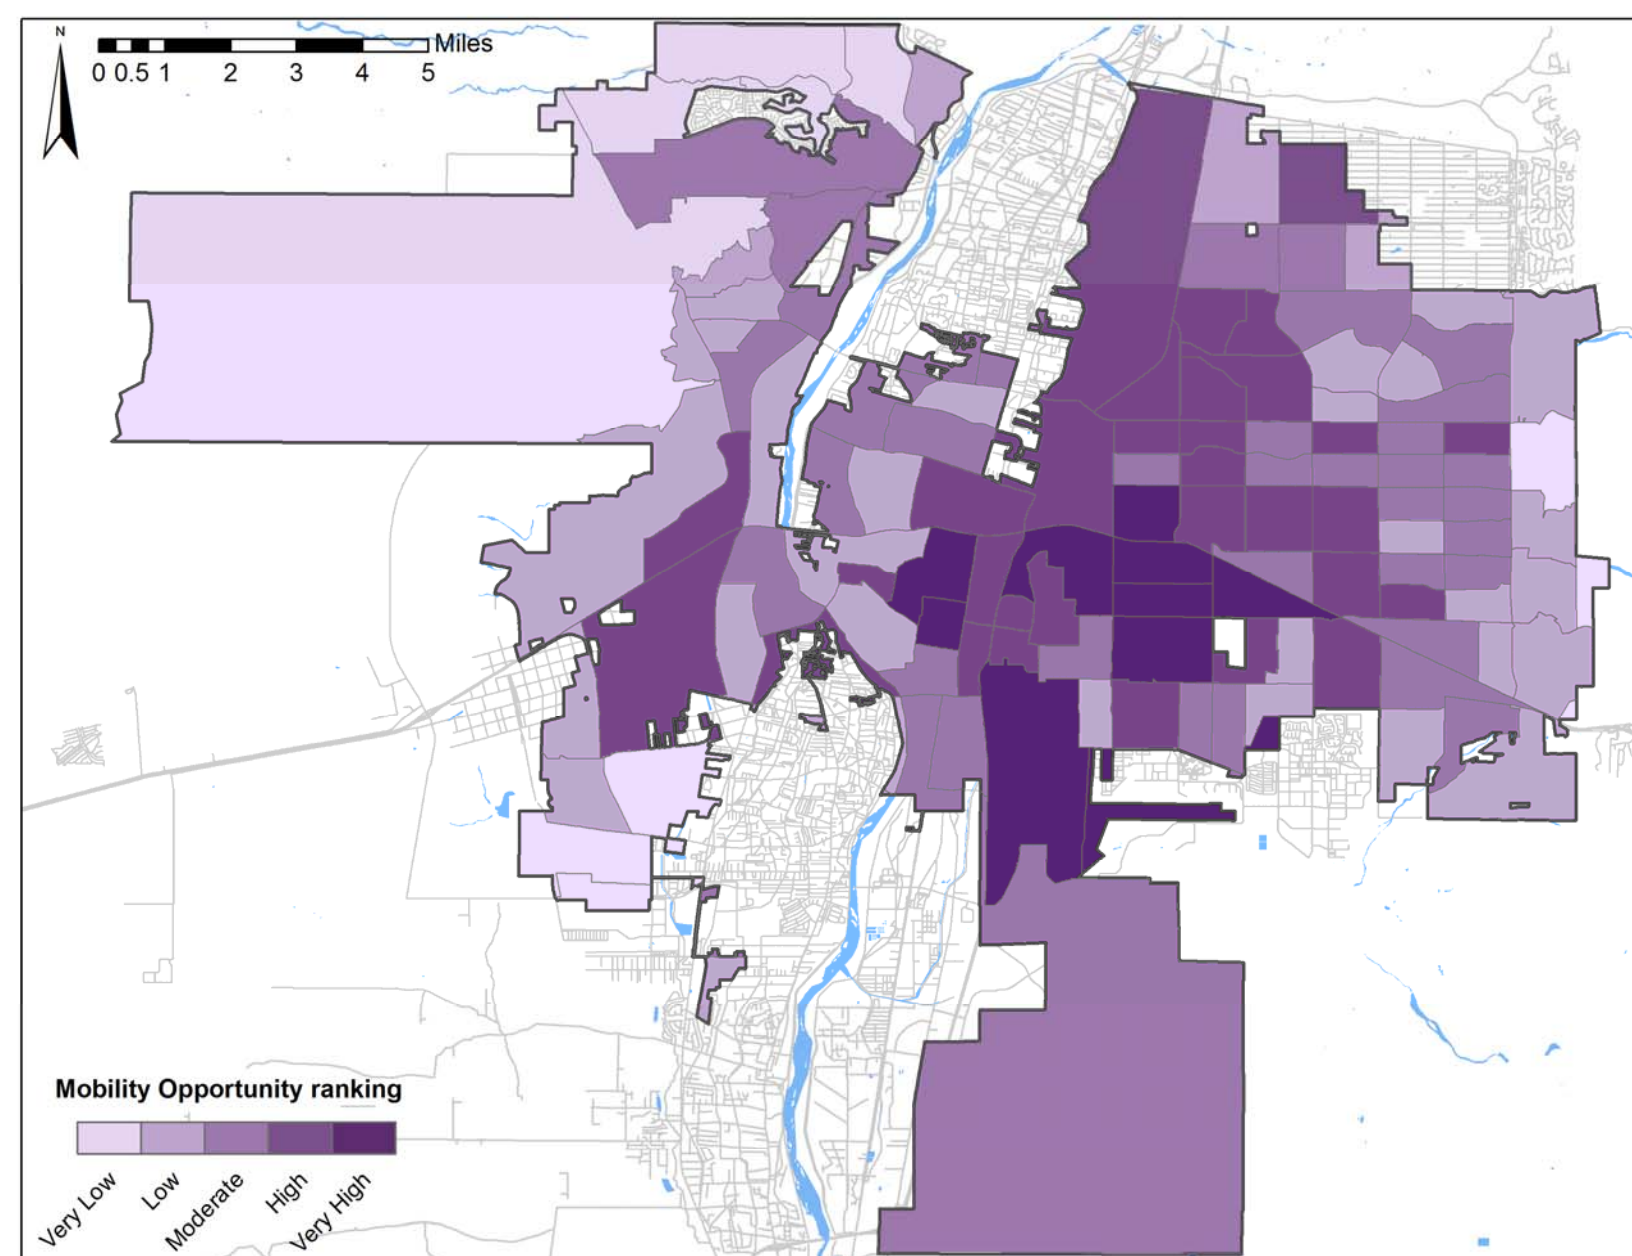 N
Miles
0 0.5 1 2 3 4 5
Mobility Opportunity ranking
Very Low
Low
Moderate
High
Very High